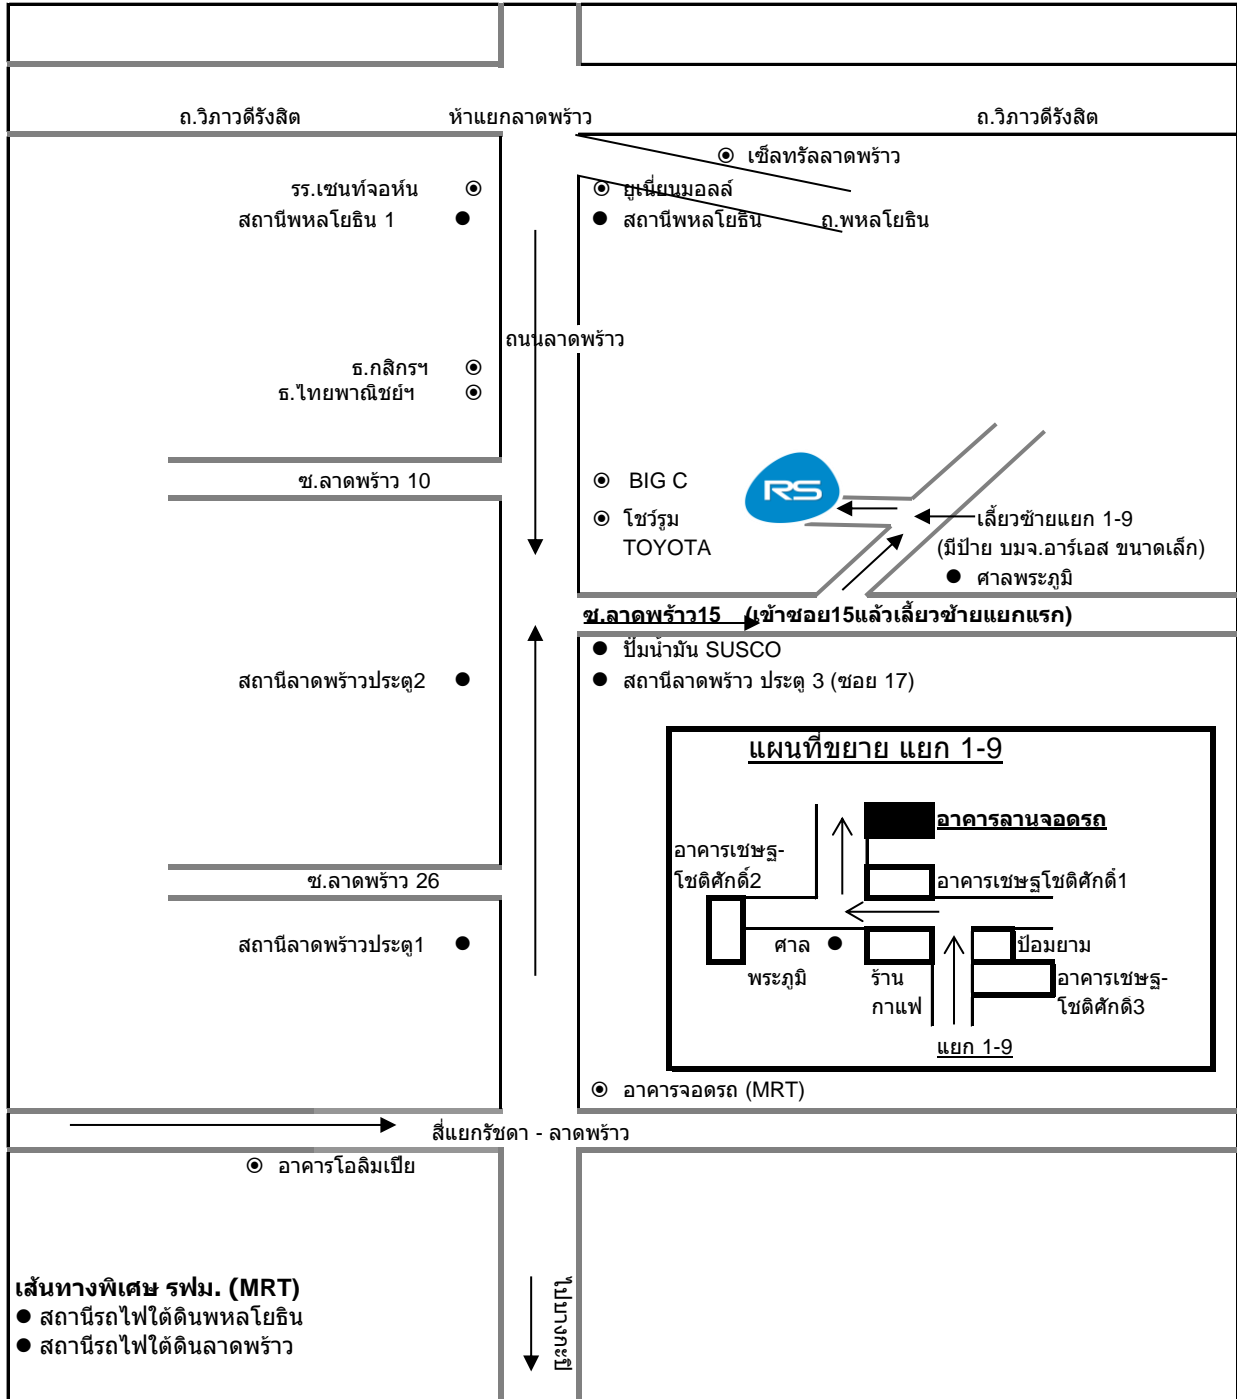 ถ.วิภาวดีรังสิต ห้าแยกลาดพร้าว ถ.วิภาวดีรังสิต
เซ็ลทรัลลาดพร้าว
รร.เซนท์จอห์น ยูเนี่ยนมอลล์
สถานีพหลโยธิน 1 สถานีพหลโยธิน ถ.พหลโยธิน
ถนนลาดพร้าว
ธ.กสิกรฯ
ธ.ไทยพาณิชย์ฯ
ซ.ลาดพร้าว 10 BIG C RS
โชว์รูม เลี้ยวซ้ายแยก 1-9
TOYOTA (มีป้าย บมจ.อาร์เอส ขนาดเล็ก)
ศาลพระภูมิ
ซ.ลาดพร้าว15 (เข้าซอย15แล้วเลี้ยวซ้ายแยกแรก)
ปั๊มน้ำมัน SUSCO
สถานีลาดพร้าวประตู2 สถานีลาดพร้าว ประตู 3 (ซอย 17)
แผนที่ขยาย แยก 1-9
อาคารลานจอดรถ
อาคารเชษฐ-
โชติศักดิ์2 อาคารเชษฐโชติศักดิ์1
ซ.ลาดพร้าว 26
สถานีลาดพร้าวประตู1 ศาล ป้อมยาม
พระภูมิ ร้าน อาคารเชษฐ-
กาแฟ โชติศักดิ์3
แยก 1-9
อาคารจอดรถ (MRT)
สี่แยกรัชดา - ลาดพร้าว
อาคารโอลิมเปีย
เส้นทางพิเศษ รฟม. (MRT)
สถานีรถไฟใต้ดินพหลโยธิน
สถานีรถไฟใต้ดินลาดพร้าว
ไปบางกะปิ